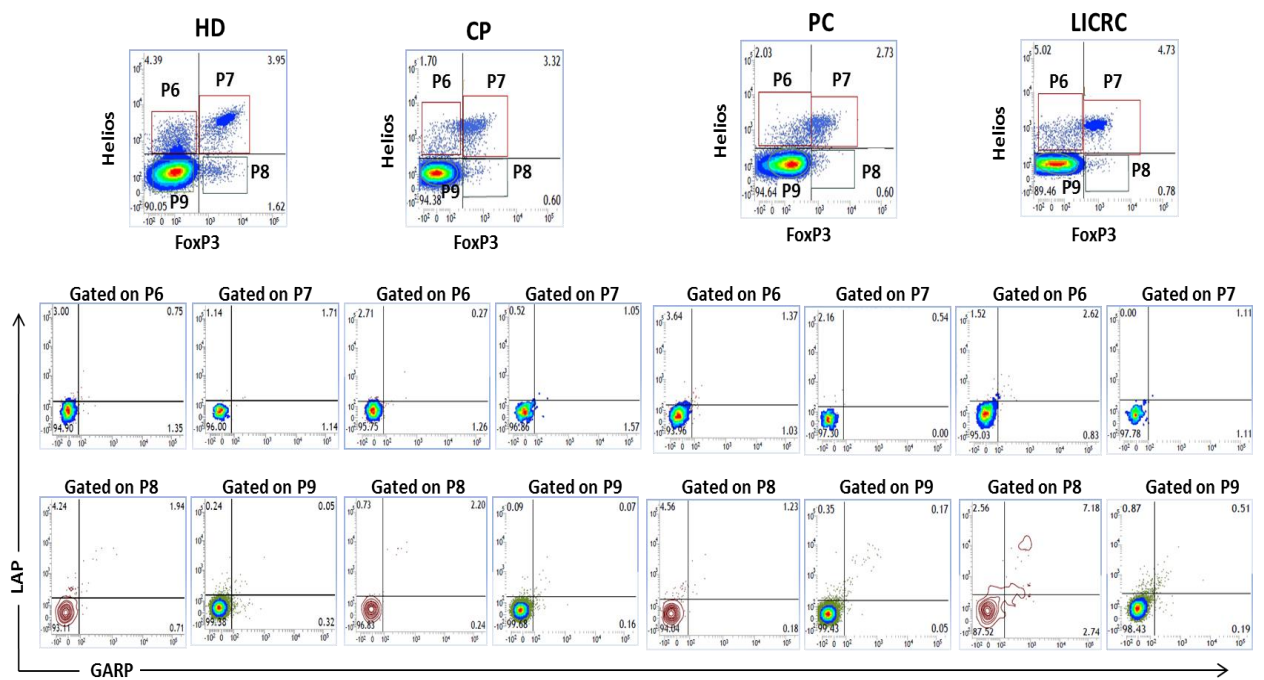 HD CP PC LICRC
4.39 3.95
1.70 3.32
2.03 2.73
5.02 4.73
P6 P7
P6 P7
P6 P7
P6 P7
Helios
Helios
Helios
Helios
P8
P8
P8
P8
P9
P9
P9
P9
90.05 1.62
94.38 0.60
94.64 0.60
89.46 0.78
FoxP3 FoxP3 FoxP3 FoxP3
Gated on P6 Gated on P7 Gated on P6 Gated on P7 Gated on P6 Gated on P7 Gated on P6 Gated on P7
3.00 0.75 1.14 1.71 2.71 0.27 0.52 1.05 3.64 1.37 2.16 0.54 1.52 2.62 0.00 1.11
94.90 1.35 96.00 1.14 95.75 1.26 96.86 1.57 93.96 1.03 97.30 0.00 95.03 0.83 97.78 1.11
Gated on P8 Gated on P9 Gated on P8 Gated on P9 Gated on P8 Gated on P9 Gated on P8 Gated on P9
4.24 1.94 0.24 0.05 0.73 2.20 0.09 0.07 4.56 1.23 0.35 0.17 2.56 7.18 0.87 0.51
93.11 0.71 99.38 0.32 96.83 0.24 99.68 0.16 94.04 0.18 99.43 0.05 87.52 2.74 98.43 0.19
LAP
GARP